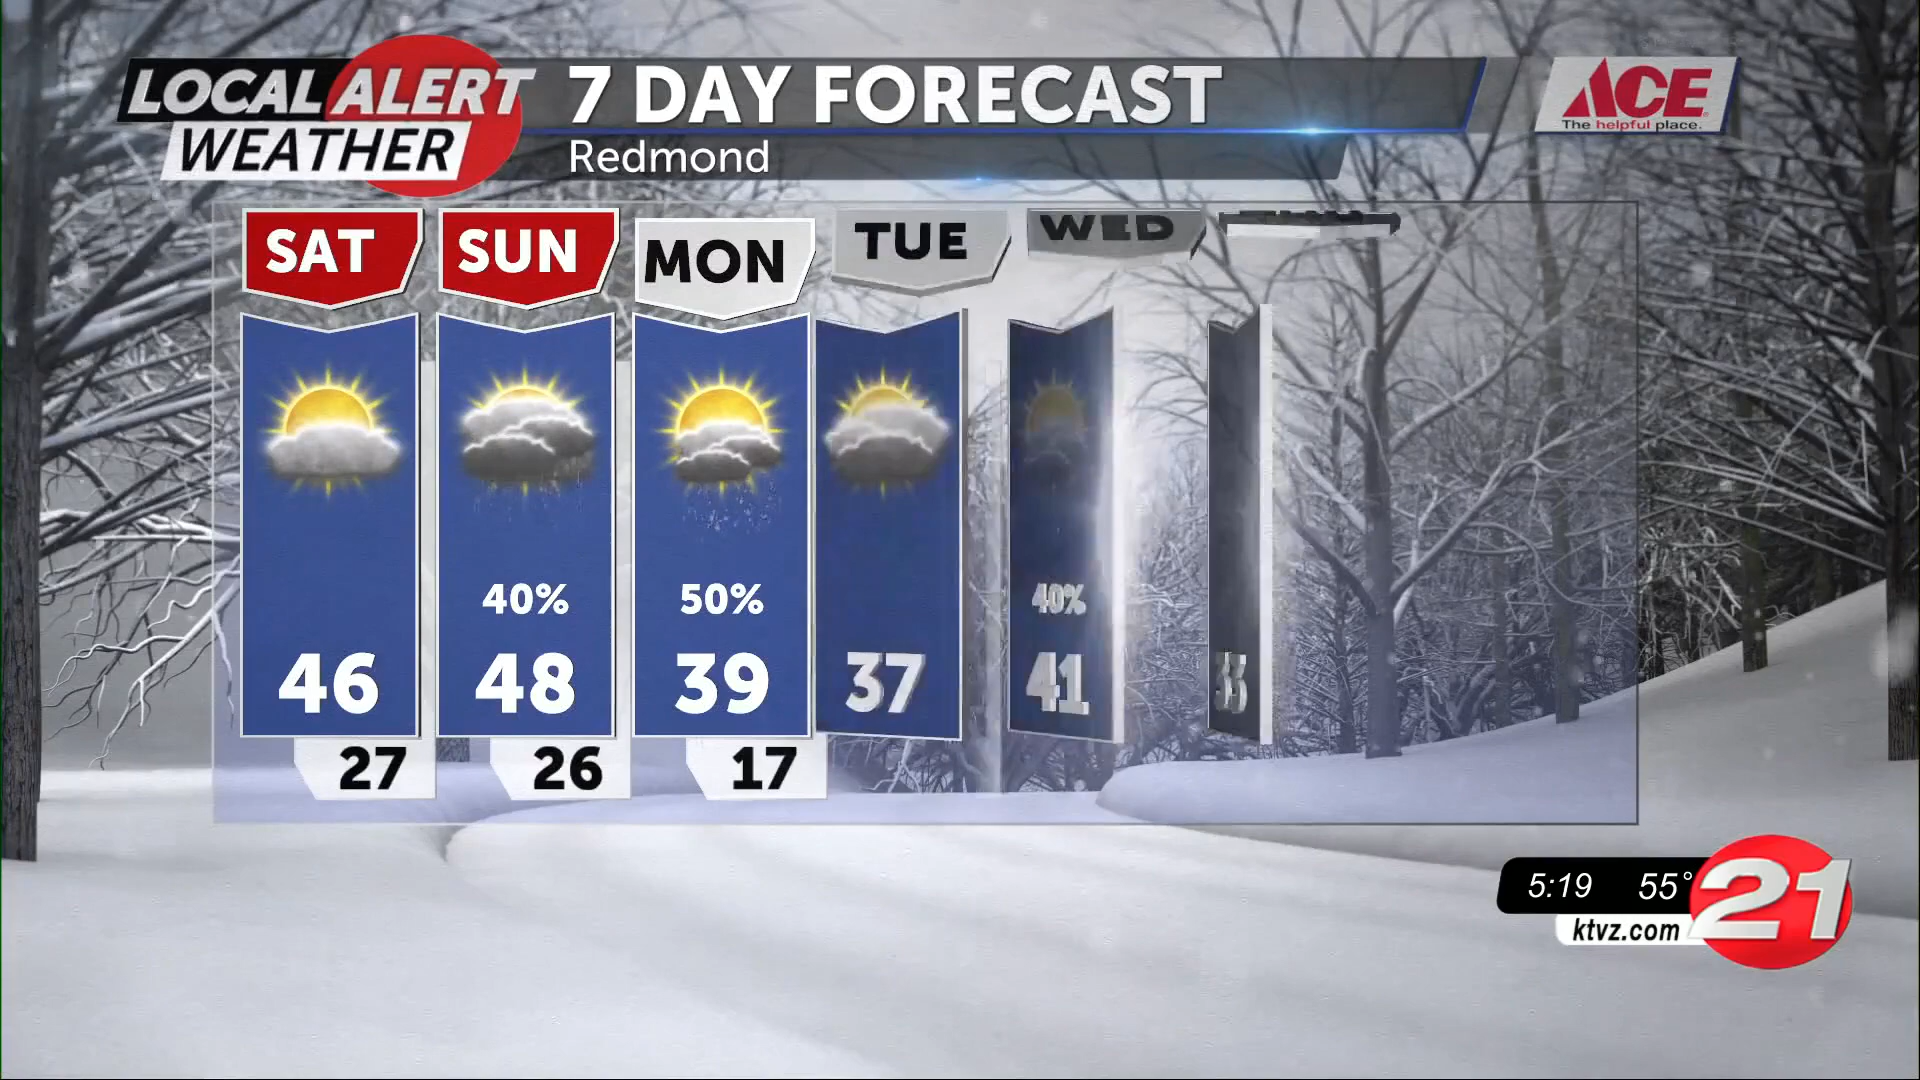 LOCAL ALERT
WEATHER
7 DAY FORECAST
Redmond
ACE
The helpful place.
SAT
SUN
MON
TUE
WED
40%
50%
40%
46
48
39
37
41
27
26
17
5:19 55°
21
ktvz.com